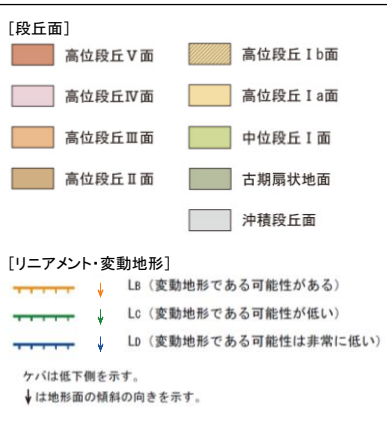 [段丘面]
高位段丘Ⅴ面
高位段丘Ⅳ面
高位段丘Ⅲ面
高位段丘Ⅱ面
高位段丘Ⅰb面
高位段丘Ⅰa面
中位段丘Ⅰ面
古期扇状地面
沖積段丘面
[リニアメント・変動地形]
LB（変動地形である可能性がある）
LC（変動地形である可能性が低い）
LD（変動地形である可能性は非常に低い）
ケバは低下側を示す。
↓は地形面の傾斜の向きを示す。